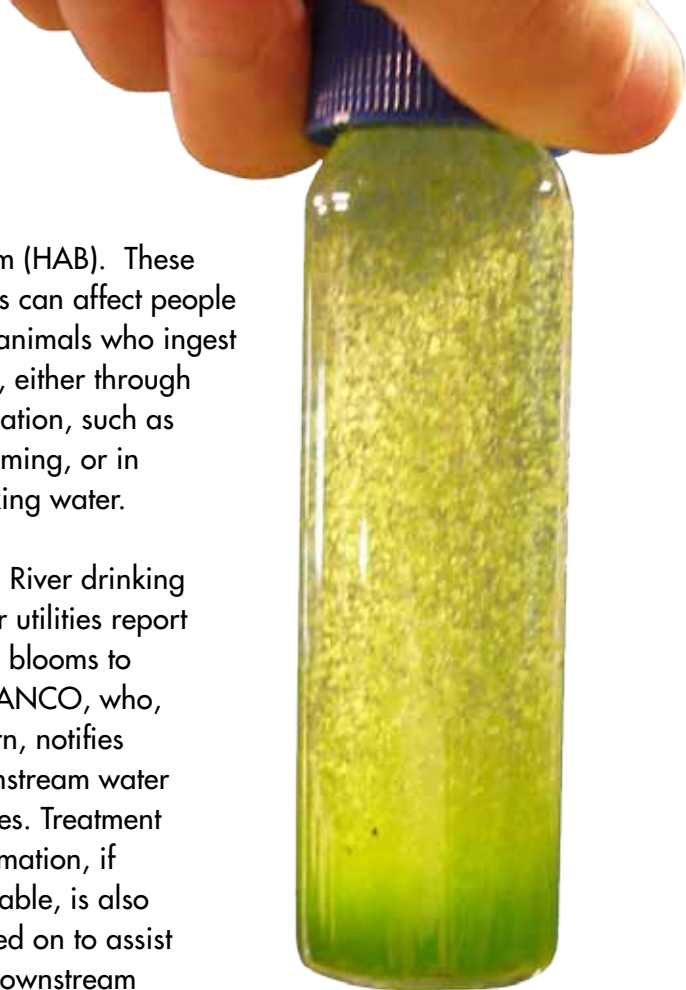 m (HAB). These
s can affect people
animals who ingest
, either through
ation, such as
ming, or in
king water.
River drinking
r utilities report
blooms to
ANCO, who,
rn, notifies
nstream water
es. Treatment
mation, if
able, is also
ed on to assist
ownstream